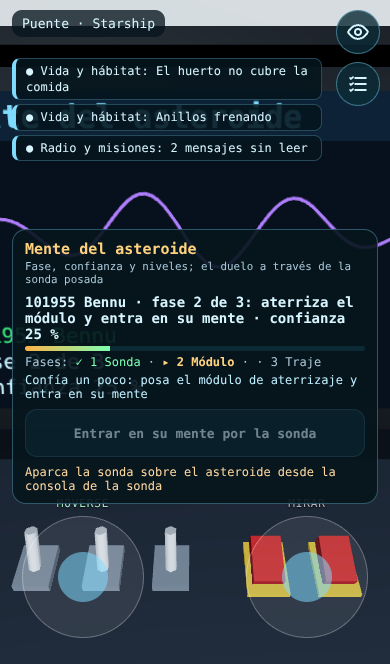 Puente · Starship
● Vida y hábitat: El huerto no cubre la
comida
● Vida y hábitat: Anillos frenando
● Radio y misiones: 2 mensajes sin leer
Mente del asteroide
Fase, confianza y niveles; el duelo a través de la
sonda posada
101955 Bennu · fase 2 de 3: aterriza el
módulo y entra en su mente · confianza
25 %
Fases: ✓ 1 Sonda · ▸ 2 Módulo · · 3 Traje
Confía un poco: posa el módulo de aterrizaje y
entra en su mente
Entrar en su mente por la sonda
Aparca la sonda sobre el asteroide desde la
consola de la sonda
MOVERSE
MIRAR